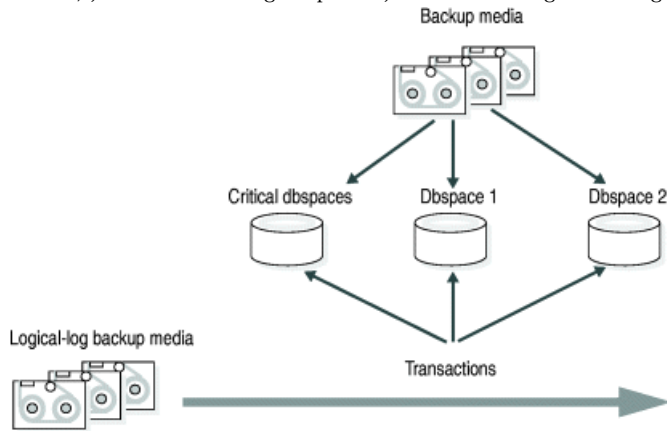 Backup media
Critical dbspaces
Dbspace 1
Dbspace 2
Logical-log backup media
Transactions